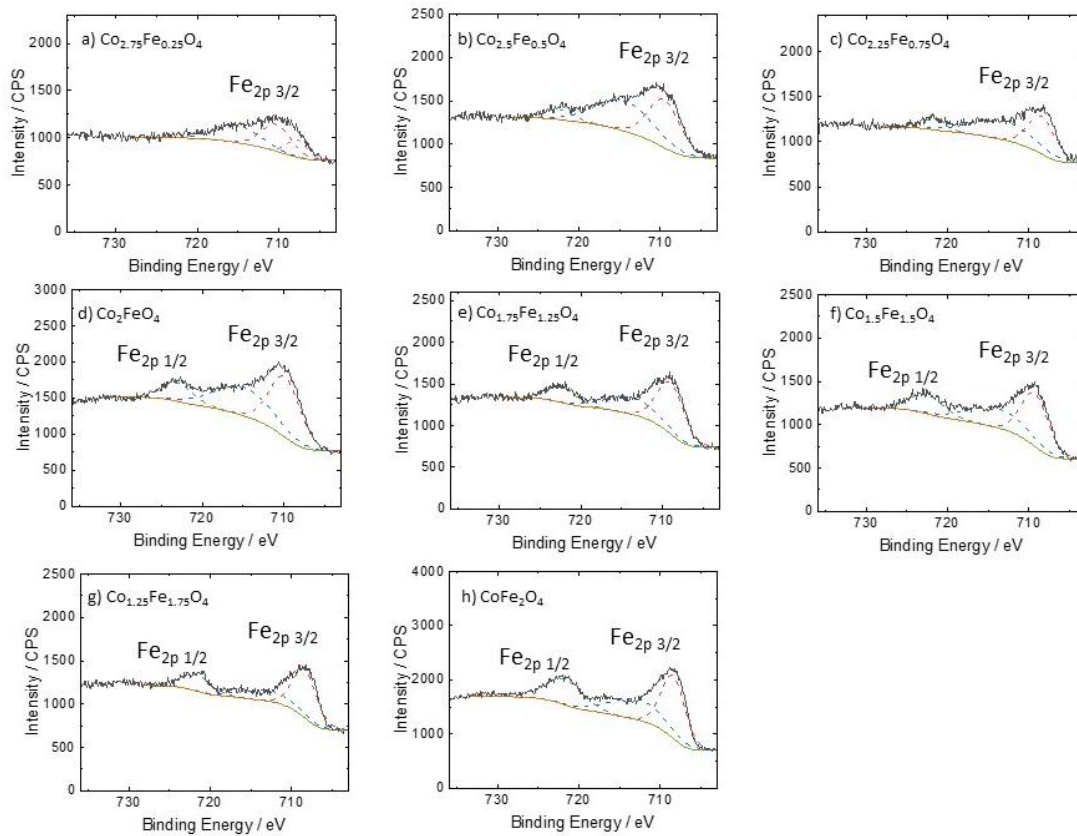 a) Co2.75Fe0.25O4
Fe2p 3/2
Intensity / CPS
2000
1500
1000
500
0
730
720
710
Binding Energy / eV
b) Co2.5Fe0.5O4
Fe2p 3/2
Intensity / CPS
2500
2000
1500
1000
500
0
730
720
710
Binding Energy / eV
c) Co2.25Fe0.75O4
Fe2p 3/2
Intensity / CPS
2000
1500
1000
500
0
730
720
710
Binding Energy / eV
d) Co2FeO4
Fe2p 1/2
Fe2p 3/2
Intensity / CPS
3000
2500
2000
1500
1000
500
0
730
720
710
Binding Energy / eV
e) Co1.75Fe1.25O4
Fe2p 1/2
Fe2p 3/2
Intensity / CPS
2500
2000
1500
1000
500
0
730
720
710
Binding Energy / eV
f) Co1.5Fe1.5O4
Fe2p 1/2
Fe2p 3/2
Intensity / CPS
2500
2000
1500
1000
500
0
730
720
710
Binding Energy / eV
g) Co1.25Fe1.75O4
Fe2p 1/2
Fe2p 3/2
Intensity / CPS
2500
2000
1500
1000
500
0
730
720
710
Binding Energy / eV
h) CoFe2O4
Fe2p 1/2
Fe2p 3/2
Intensity / CPS
4000
3000
2000
1000
0
730
720
710
Binding Energy / eV